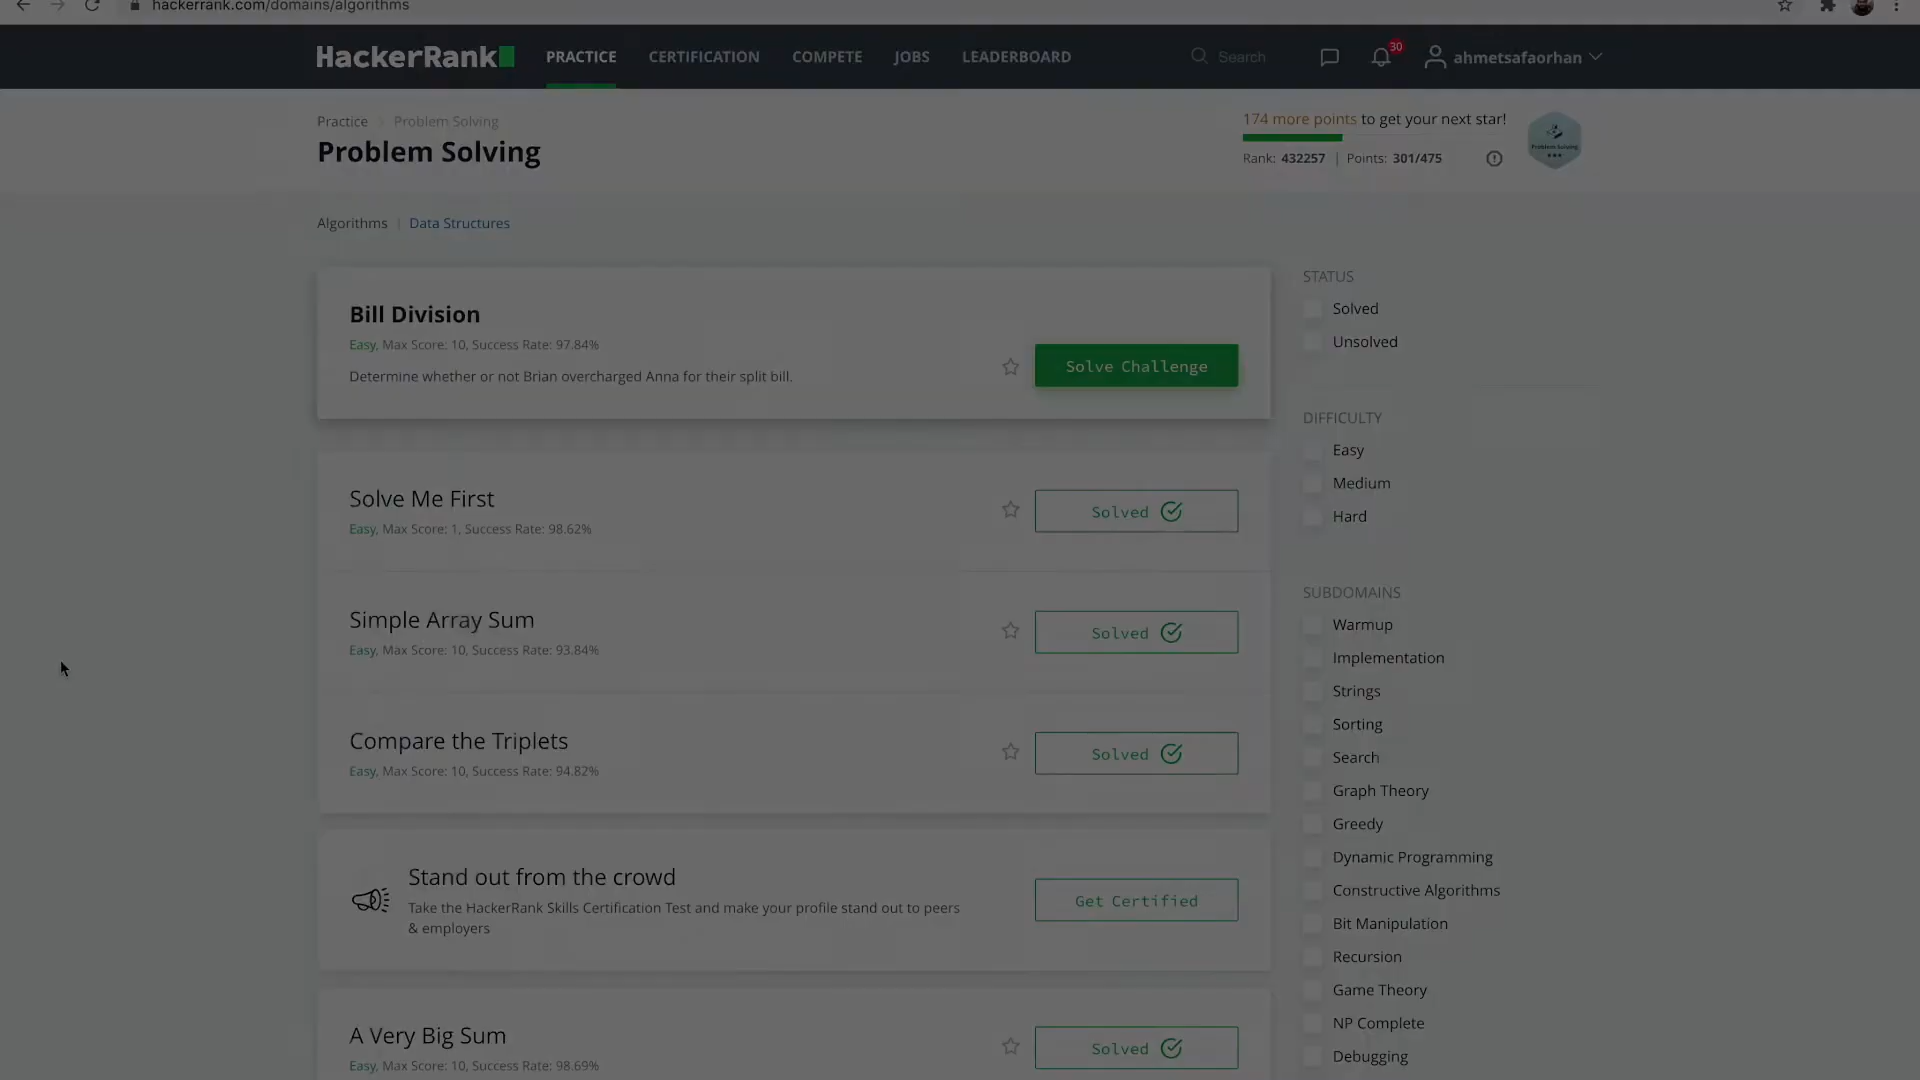 hackerrank.com/domains/algorithms
HackerRank PRACTICE CERTIFICATION COMPETE JOBS LEADERBOARD Search 30 ahmetsafaorhan
Practice Problem Solving
Problem Solving
174 more points to get your next star!
Rank: 432257 | Points: 301/475
Problem Solving
Algorithms | Data Structures
Bill Division
Easy, Max Score: 10, Success Rate: 97.84%
Determine whether or not Brian overcharged Anna for their split bill.
Solve Challenge
Solve Me First
Easy, Max Score: 1, Success Rate: 98.62%
Solved
Simple Array Sum
Easy, Max Score: 10, Success Rate: 93.84%
Solved
Compare the Triplets
Easy, Max Score: 10, Success Rate: 94.82%
Solved
Stand out from the crowd
Take the HackerRank Skills Certification Test and make your profile stand out to peers
& employers
Get Certified
A Very Big Sum
Easy, Max Score: 10, Success Rate: 98.69%
Solved
STATUS
Solved
Unsolved
DIFFICULTY
Easy
Medium
Hard
SUBDOMAINS
Warmup
Implementation
Strings
Sorting
Search
Graph Theory
Greedy
Dynamic Programming
Constructive Algorithms
Bit Manipulation
Recursion
Game Theory
NP Complete
Debugging